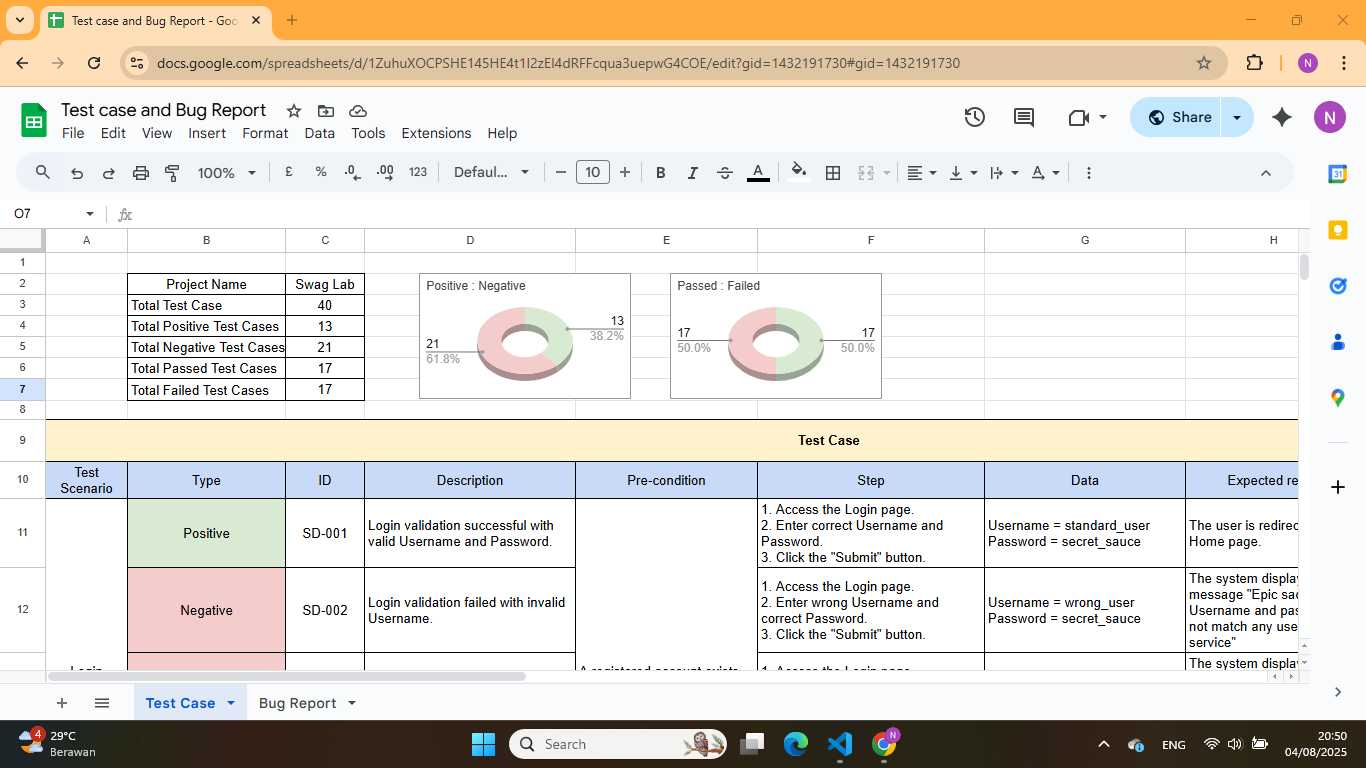 Test case and Bug Report - Goo
docs.google.com/spreadsheets/d/1ZuhuXOCPSHE145HE4t1I2zEI4dRFFcqua3uepwG4COE/edit?gid=1432191730#gid=1432191730
N
Test case and Bug Report
File Edit View Insert Format Data Tools Extensions Help
Share
N
100% £ % .0 .00 123 Defaul... 10 B I A
31
O7 fx
A B C D E F G H
1
2 Project Name Swag Lab
3 Total Test Case 40
4 Total Positive Test Cases 13
5 Total Negative Test Cases 21
6 Total Passed Test Cases 17
7 Total Failed Test Cases 17
8
Positive : Negative
13
38.2%
21
61.8%
Passed : Failed
17
50.0%
17
50.0%
9 Test Case
10 Test Scenario Type ID Description Pre-condition Step Data Expected re
11 Positive SD-001
Login validation successful with
valid Username and Password.
1. Access the Login page.
2. Enter correct Username and
Password.
3. Click the "Submit" button.
Username = standard_user
Password = secret_sauce
The user is redirec
Home page.
12 Negative SD-002
Login validation failed with invalid
Username.
1. Access the Login page.
2. Enter wrong Username and
correct Password.
3. Click the "Submit" button.
Username = wrong_user
Password = secret_sauce
The system display
message "Epic sad
Username and pas
not match any use
service"
Login
A registered account exists
1. Access the Login page.
The system display
Test Case Bug Report
4
29°C
Berawan
Search
N
ENG
20:50
04/08/2025